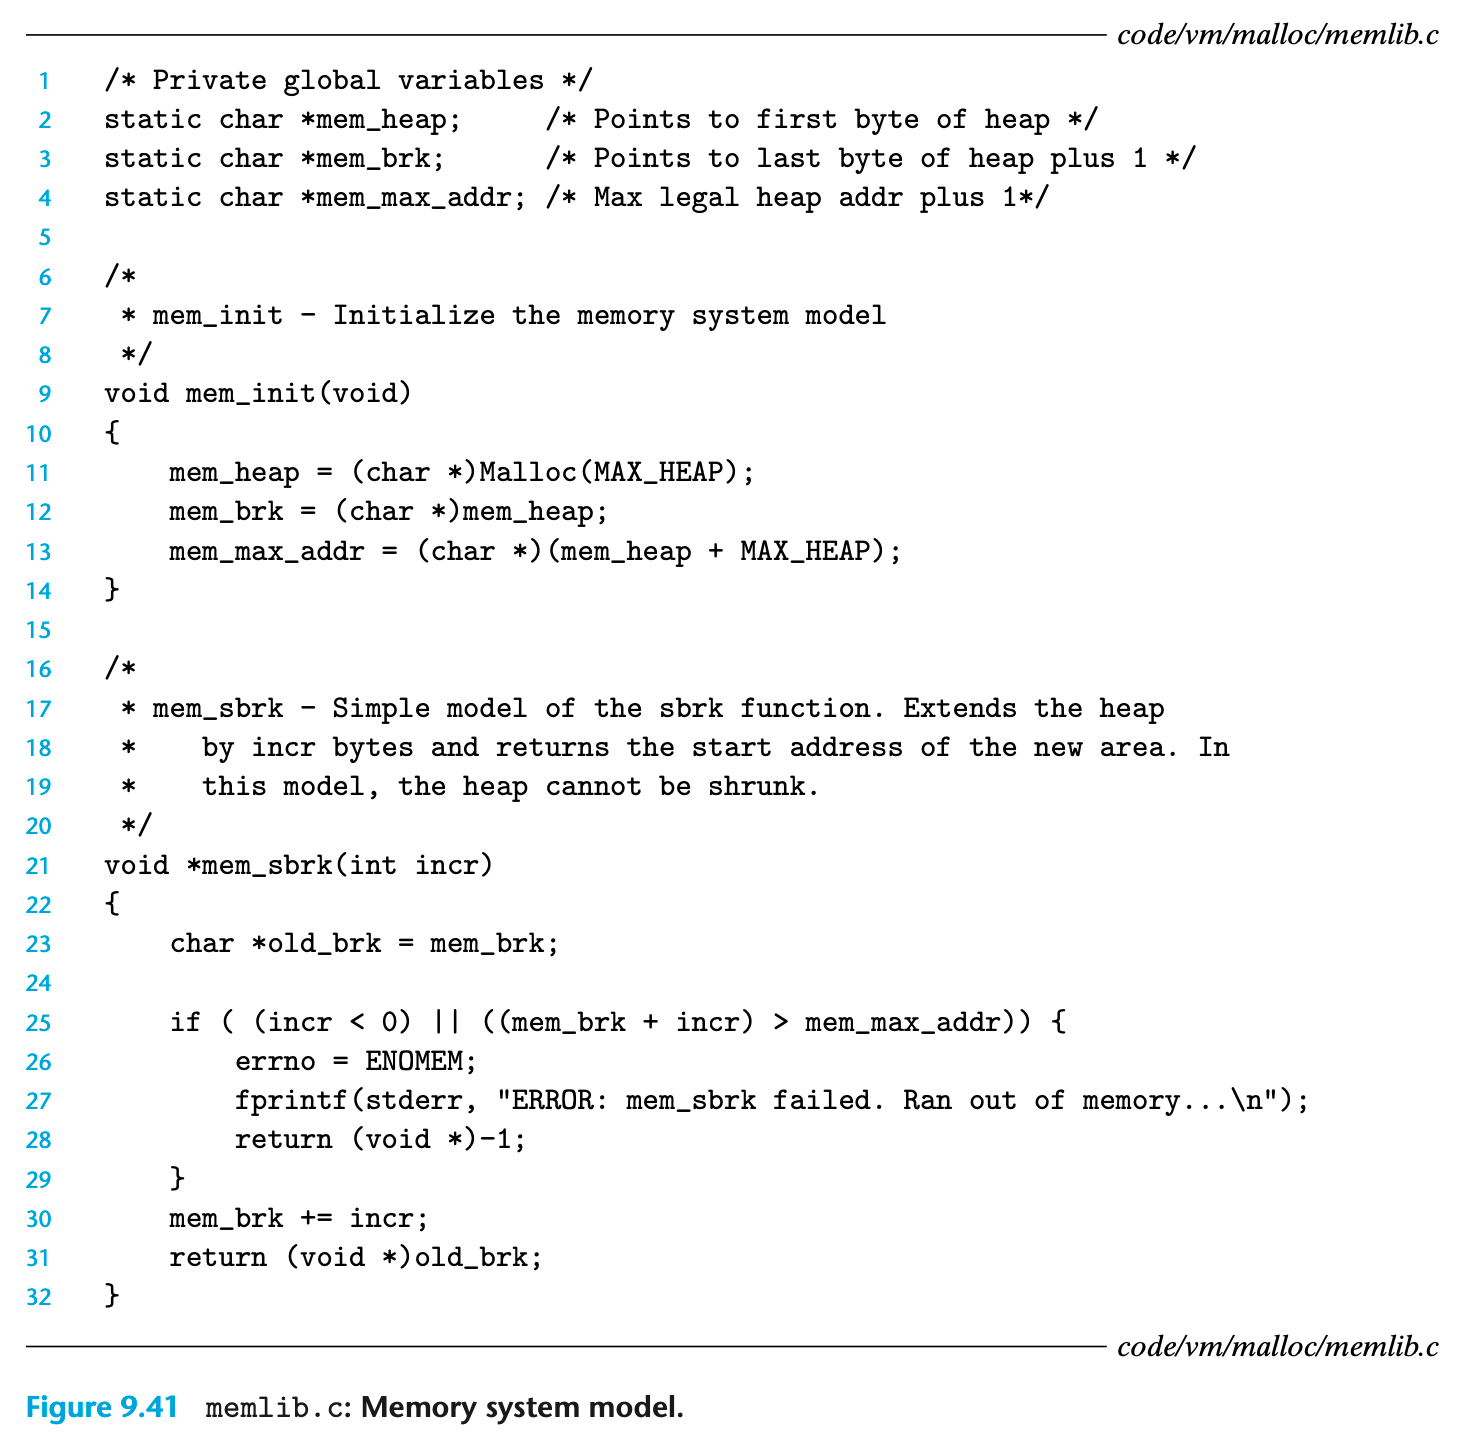 code/vm/malloc/memlib.c
1 /* Private global variables */
2 static char *mem_heap; /* Points to first byte of heap */
3 static char *mem_brk; /* Points to last byte of heap plus 1 */
4 static char *mem_max_addr; /* Max legal heap addr plus 1*/
5
6 /*
7 * mem_init - Initialize the memory system model
8 */
9 void mem_init(void)
10 {
11 mem_heap = (char *)Malloc(MAX_HEAP);
12 mem_brk = (char *)mem_heap;
13 mem_max_addr = (char *)(mem_heap + MAX_HEAP);
14 }
15
16 /*
17 * mem_sbrk - Simple model of the sbrk function. Extends the heap
18 * by incr bytes and returns the start address of the new area. In
19 * this model, the heap cannot be shrunk.
20 */
21 void *mem_sbrk(int incr)
22 {
23 char *old_brk = mem_brk;
24
25 if ( (incr < 0) || ((mem_brk + incr) > mem_max_addr)) {
26 errno = ENOMEM;
27 fprintf(stderr, "ERROR: mem_sbrk failed. Ran out of memory...\n");
28 return (void *)-1;
29 }
30 mem_brk += incr;
31 return (void *)old_brk;
32 }
code/vm/malloc/memlib.c
Figure 9.41 memlib.c: Memory system model.